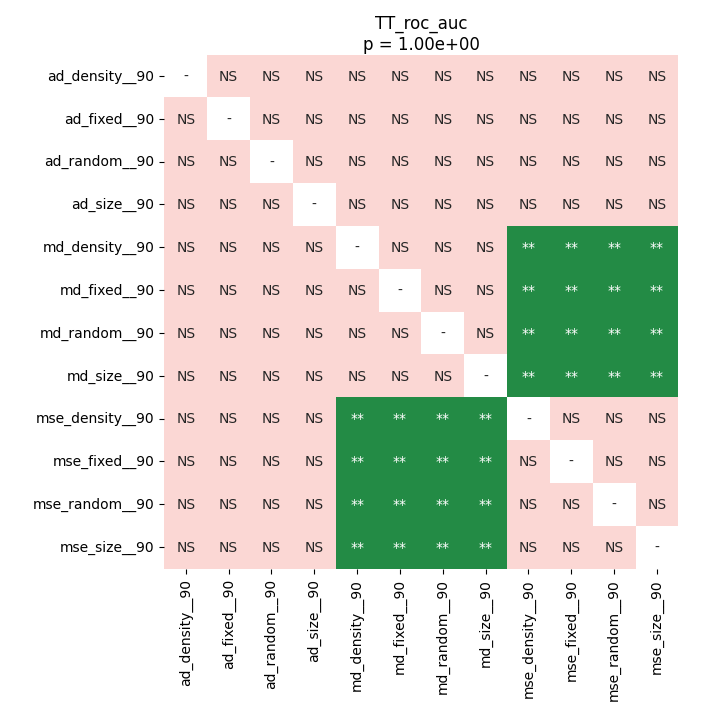 TT_roc_auc
p = 1.00e+00
ad_density__90 - NS NS NS NS NS NS NS NS NS NS NS
ad_fixed__90 NS - NS NS NS NS NS NS NS NS NS NS
ad_random__90 NS NS - NS NS NS NS NS NS NS NS NS
ad_size__90 NS NS NS - NS NS NS NS NS NS NS NS
md_density__90 NS NS NS NS - NS NS NS ** ** ** **
md_fixed__90 NS NS NS NS NS - NS NS ** ** ** **
md_random__90 NS NS NS NS NS NS - NS ** ** ** **
md_size__90 NS NS NS NS NS NS NS - ** ** ** **
mse_density__90 NS NS NS NS ** ** ** ** - NS NS NS
mse_fixed__90 NS NS NS NS ** ** ** ** NS - NS NS
mse_random__90 NS NS NS NS ** ** ** ** NS NS - NS
mse_size__90 NS NS NS NS ** ** ** ** NS NS NS -
ad_density__90
ad_fixed__90
ad_random__90
ad_size__90
md_density__90
md_fixed__90
md_random__90
md_size__90
mse_density__90
mse_fixed__90
mse_random__90
mse_size__90